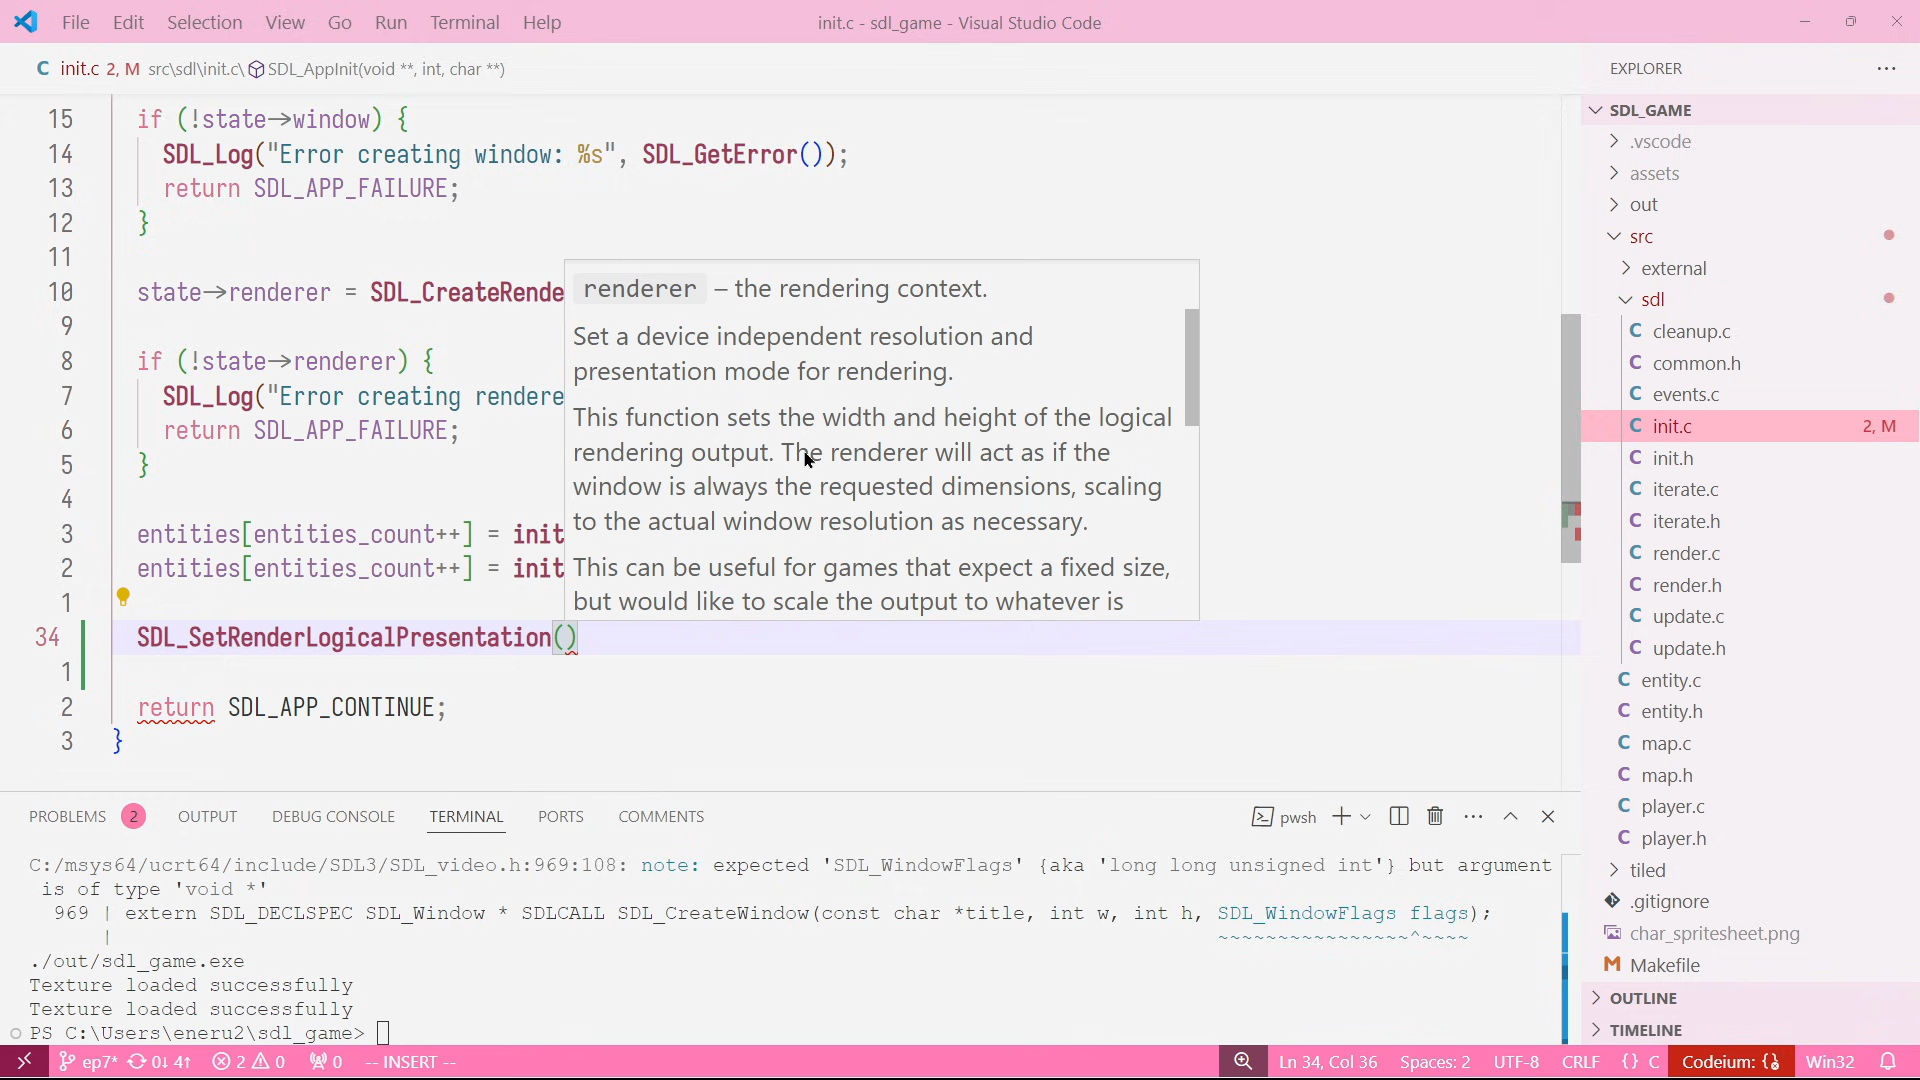 File Edit Selection View Go Run Terminal Help
init.c - sdl_game - Visual Studio Code
C init.c 2, M src\sdl\init.c\ SDL_AppInit(void **, int, char **)
15 if (!state->window) {
14 SDL_Log("Error creating window: %s", SDL_GetError());
13 return SDL_APP_FAILURE;
12 }
11
10 state->renderer = SDL_CreateRende
9
8 if (!state->renderer) {
7 SDL_Log("Error creating rendere
6 return SDL_APP_FAILURE;
5 }
4
3 entities[entities_count++] = init
2 entities[entities_count++] = init
1
34 SDL_SetRenderLogicalPresentation()
1
2 return SDL_APP_CONTINUE;
3 }
renderer – the rendering context.
Set a device independent resolution and
presentation mode for rendering.
This function sets the width and height of the logical
rendering output. The renderer will act as if the
window is always the requested dimensions, scaling
to the actual window resolution as necessary.
This can be useful for games that expect a fixed size,
but would like to scale the output to whatever is
EXPLORER
SDL_GAME
.vscode
assets
out
src
external
sdl
C cleanup.c
C common.h
C events.c
C init.c 2, M
C init.h
C iterate.c
C iterate.h
C render.c
C render.h
C update.c
C update.h
C entity.c
C entity.h
C map.c
C map.h
C player.c
C player.h
tiled
.gitignore
char_spritesheet.png
M Makefile
OUTLINE
TIMELINE
PROBLEMS 2 OUTPUT DEBUG CONSOLE TERMINAL PORTS COMMENTS
pwsh
C:/msys64/ucrt64/include/SDL3/SDL_video.h:969:108: note: expected 'SDL_WindowFlags' {aka 'long long unsigned int'} but argument
is of type 'void *'
969 | extern SDL_DECLSPEC SDL_Window * SDLCALL SDL_CreateWindow(const char *title, int w, int h, SDL_WindowFlags flags);
| ~~~~~~~~~~~~~~~~^~~~~
./out/sdl_game.exe
Texture loaded successfully
Texture loaded successfully
PS C:\Users\eneru2\sdl_game>
ep7* 0↓ 4↑ 2 0 0 -- INSERT --
Ln 34, Col 36 Spaces: 2 UTF-8 CRLF {} C Codeium: {} Win32